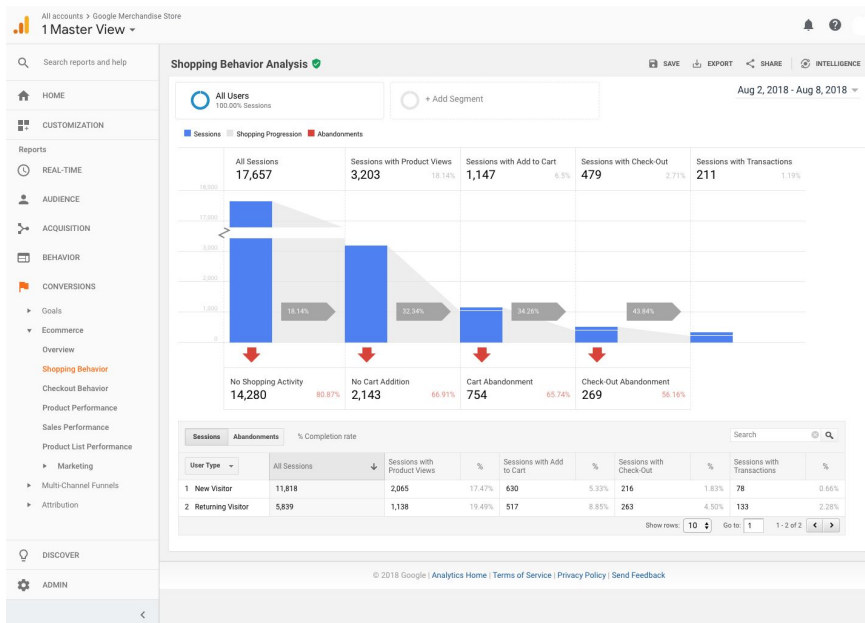 All accounts > Google Merchandise Store
1 Master View
Search reports and help
HOME
CUSTOMIZATION
Reports
REAL-TIME
AUDIENCE
ACQUISITION
BEHAVIOR
CONVERSIONS
Goals
Ecommerce
Overview
Shopping Behavior
Checkout Behavior
Product Performance
Sales Performance
Product List Performance
Marketing
Multi-Channel Funnels
Attribution
DISCOVER
ADMIN
Shopping Behavior Analysis
SAVE EXPORT SHARE INTELLIGENCE
All Users
100.00% Sessions
+ Add Segment
Aug 2, 2018 - Aug 8, 2018
Sessions Shopping Progression Abandonments
All Sessions Sessions with Product Views Sessions with Add to Cart Sessions with Check-Out Sessions with Transactions
17,657 3,203 18.14% 1,147 6.5% 479 2.71% 211 1.19%
18,000
17,000
3,000
2,000
1,000
0
18.14% 32.34% 34.26% 43.84%
No Shopping Activity No Cart Addition Cart Abandonment Check-Out Abandonment
14,280 80.87% 2,143 66.91% 754 65.74% 269 56.16%
Sessions Abandonments % Completion rate Search
User Type All Sessions Sessions with Product Views % Sessions with Add to Cart % Sessions with Check-Out % Sessions with Transactions %
1 New Visitor 11,818 2,065 17.47% 630 5.33% 216 1.83% 78 0.66%
2 Returning Visitor 5,839 1,138 19.49% 517 8.85% 263 4.50% 133 2.28%
Show rows: 10 Go to: 1 1 - 2 of 2
© 2018 Google | Analytics Home | Terms of Service | Privacy Policy | Send Feedback